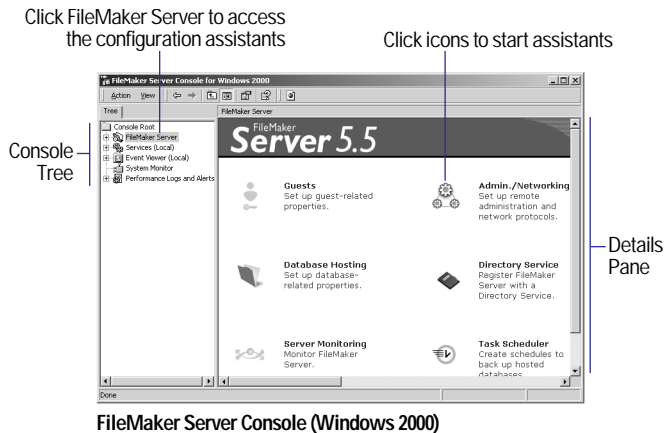 Click FileMaker Server to access
the configuration assistants
Click icons to start assistants
FileMaker Server Console for Windows 2000
Action View
Tree
FileMaker Server
Console Root
FileMaker Server
Services (Local)
Event Viewer (Local)
System Monitor
Performance Logs and Alerts
Console
Tree
FileMaker
Server 5.5
Guests
Set up guest-related
properties.
Admin./Networking
Set up remote
administration and
network protocols.
Database Hosting
Set up database-
related properties.
Directory Service
Register FileMaker
Server with a
Directory Service.
Server Monitoring
Monitor FileMaker
Server.
Task Scheduler
Create schedules to
back up hosted
databases
Details
Pane
Done
FileMaker Server Console (Windows 2000)